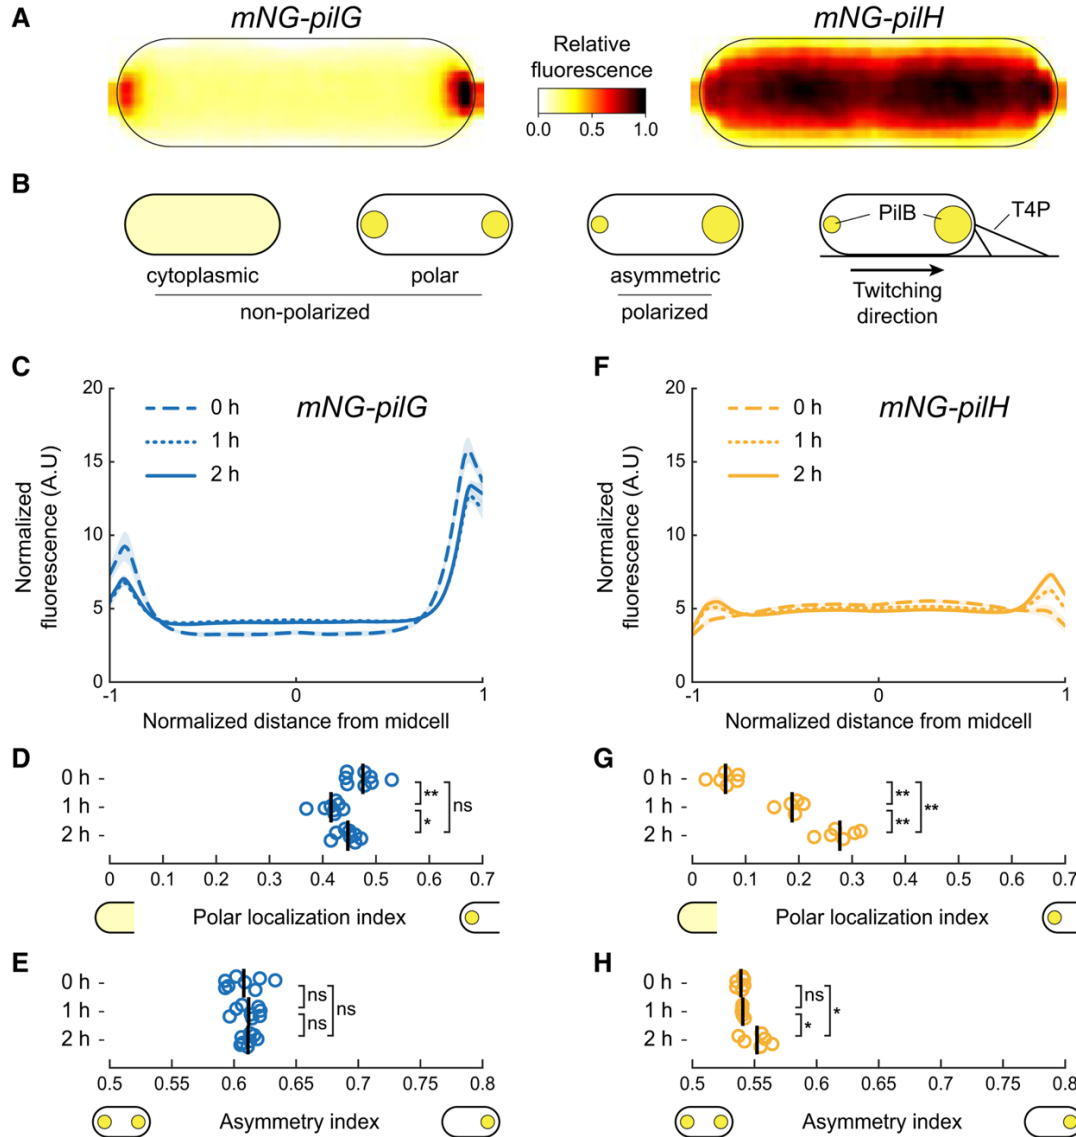 A
mNG-pilG
Relative
fluorescence
0.0 0.5 1.0
mNG-pilH
B
cytoplasmic
polar
non-polarized
asymmetric
polarized
PilB
T4P
Twitching
direction
C
mNG-pilG
0 h
1 h
2 h
Normalized
fluorescence (A.U)
20
15
10
5
0
-1 0 1
Normalized distance from midcell
F
mNG-pilH
0 h
1 h
2 h
Normalized
fluorescence (A.U)
20
15
10
5
0
-1 0 1
Normalized distance from midcell
D
0 h -
1 h -
2 h -
**
*
ns
0 0.1 0.2 0.3 0.4 0.5 0.6 0.7
Polar localization index
G
0 h -
1 h -
2 h -
**
**
**
0 0.1 0.2 0.3 0.4 0.5 0.6 0.7
Polar localization index
E
0 h -
1 h -
2 h -
ns
ns
ns
0.5 0.55 0.6 0.65 0.7 0.75 0.8
Asymmetry index
H
0 h -
1 h -
2 h -
ns
*
*
0.5 0.55 0.6 0.65 0.7 0.75 0.8
Asymmetry index